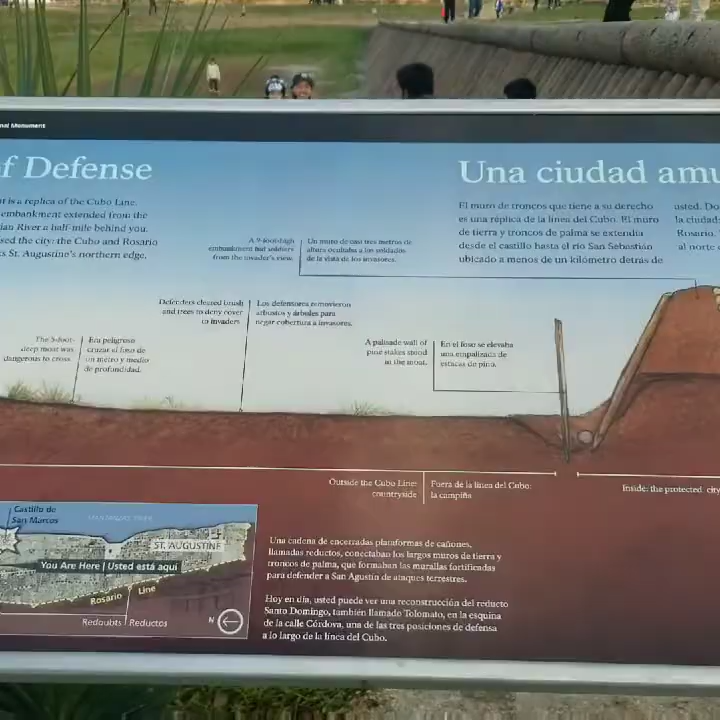 nal Monument
f Defense
t is a replica of the Cubo Line.
embankment extended from the
ian River a half-mile behind you.
sed the city: the Cubo and Rosario
s St. Augustine's northern edge.
Una ciudad amu
El muro de troncos que tiene a su derecho
es una réplica de la línea del Cubo. El muro
de tierra y troncos de palma se extendía
desde el castillo hasta el río San Sebastián
ubicado a menos de un kilómetro detrás de
usted. Do
la ciudad
Rosario.
al norte
A 9-foot-high
embankment hid soldiers
from the invader's view.
Un muro de casi tres metros de
altura ocultaba a los soldados
de la vista de los invasores.
Defenders cleared brush
and trees to deny cover
to invaders.
Los defensores removieron
arbustos y árboles para
negar cobertura a invasores.
The 5-foot-
deep moat was
dangerous to cross.
Era peligroso
cruzar el foso de
un metro y medio
de profundidad.
A palisade wall of
pine stakes stood
in the moat.
En el foso se elevaba
una empalizada de
estacas de pino.
Outside the Cubo Line:
countryside
Fuera de la línea del Cubo:
la campiña
Inside: the protected city
Castillo de
San Marcos
ST. AUGUSTINE
You Are Here | Usted está aquí
Rosario Line
Redoubts | Reductos
N
Una cadena de encerradas plataformas de cañones,
llamadas reductos, conectaban los largos muros de tierra y
troncos de palma, que formaban las murallas fortificadas
para defender a San Agustín de ataques terrestres.
Hoy en día, usted puede ver una reconstrucción del reducto
Santo Domingo, también llamado Tolomato, en la esquina
de la calle Córdova, una de las tres posiciones de defensa
a lo largo de la línea del Cubo.